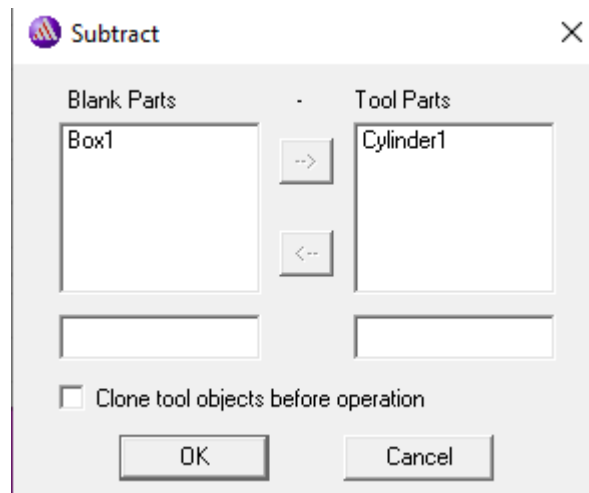 Subtract
Blank Parts - Tool Parts
Box1 Cylinder1
-->
<--
Clone tool objects before operation
OK Cancel